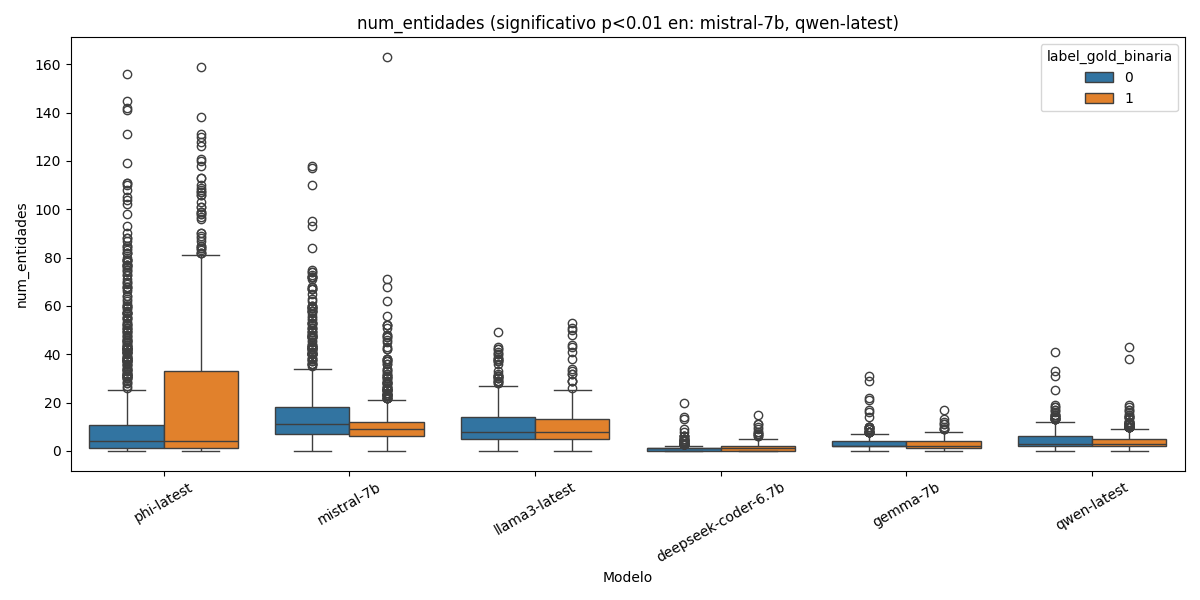 num_entidades (significativo p<0.01 en: mistral-7b, qwen-latest)
label_gold_binaria
0
1
num_entidades
160
140
120
100
80
60
40
20
0
phi-latest
mistral-7b
llama3-latest
deepseek-coder-6.7b
gemma-7b
qwen-latest
Modelo